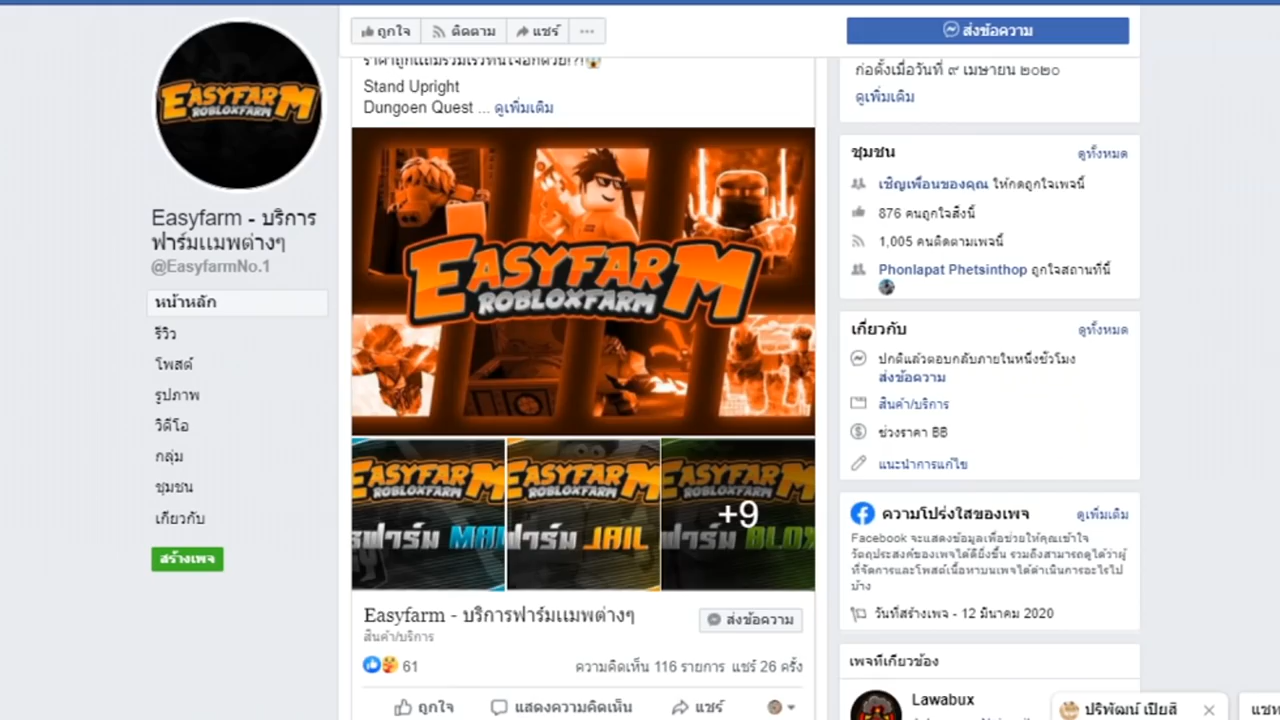 EASYFARM
ROBLOXFARM
Easyfarm - บริการ
ฟาร์มแมพต่างๆ
@EasyfarmNo.1
หน้าหลัก
รีวิว
โพสต์
รูปภาพ
วิดีโอ
กลุ่ม
ชุมชน
เกี่ยวกับ
สร้างเพจ
ถูกใจ
ติดตาม
แชร์
...
ส่งข้อความ
Stand Upright
Dungoen Quest ... ดูเพิ่มเติม
EASYFARM
ROBLOXFARM
EASYFARM
ROBLOXFARM
ฟาร์ม
EASYFARM
ROBLOXFARM
ฟาร์ม JAIL
EASYFARM
ROBLOXFARM
+9
ฟาร์ม BLOX
Easyfarm - บริการฟาร์มแมพต่างๆ
สินค้า/บริการ
ส่งข้อความ
61
ความคิดเห็น 116 รายการ แชร์ 26 ครั้ง
ถูกใจ
แสดงความคิดเห็น
แชร์
ก่อตั้งเมื่อวันที่ ๙ เมษายน ๒๐๒๐
ดูเพิ่มเติม
ชุมชน ดูทั้งหมด
เชิญเพื่อนของคุณ ให้กดถูกใจเพจนี้
876 คนถูกใจสิ่งนี้
1,005 คนติดตามเพจนี้
Phonlapat Phetsinthop ถูกใจสถานที่นี้
เกี่ยวกับ ดูทั้งหมด
ปกติแล้วตอบกลับภายในหนึ่งชั่วโมง
ส่งข้อความ
สินค้า/บริการ
ช่วงราคา ฿฿
แนะนำการแก้ไข
ความโปร่งใสของเพจ ดูเพิ่มเติม
Facebook จะแสดงข้อมูลเพื่อช่วยให้คุณเข้าใจ
วัตถุประสงค์ของเพจได้ดียิ่งขึ้น รวมถึงสามารถดูได้ว่าผู้
ที่จัดการและโพสต์เนื้อหาบนเพจได้ดำเนินการอะไรไป
บ้าง
วันที่สร้างเพจ - 12 มีนาคม 2020
เพจที่เกี่ยวข้อง
Lawabux
ปริพัฒน์ เปียสี